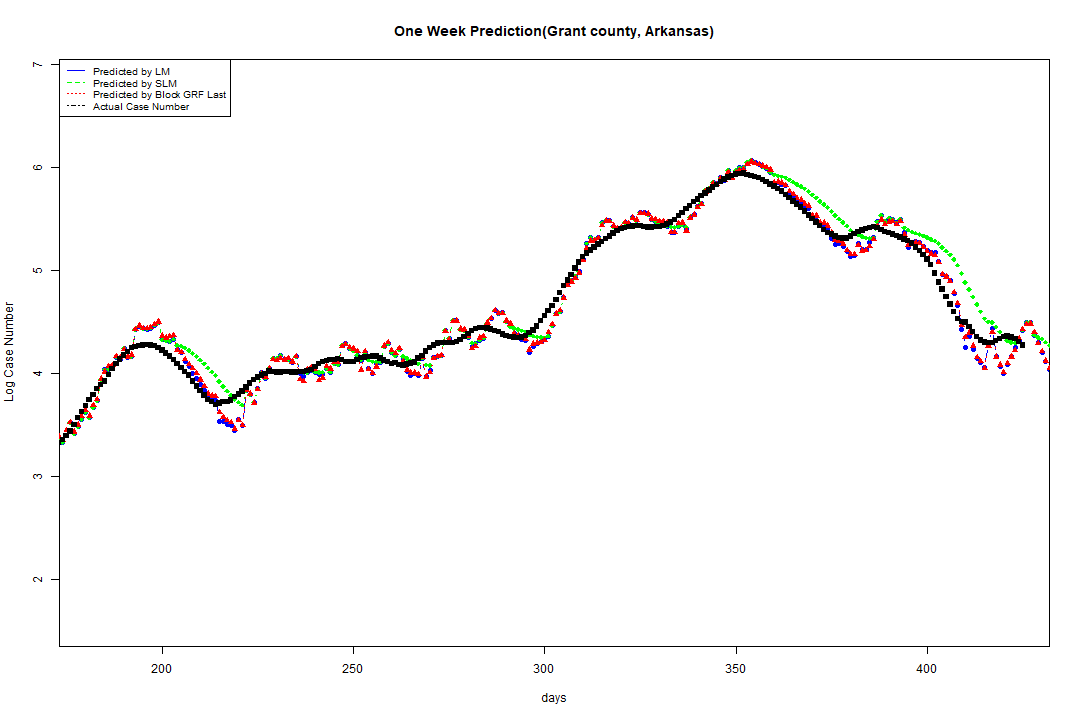 One Week Prediction(Grant county, Arkansas)
7
Predicted by LM
Predicted by SLM
Predicted by Block GRF Last
Actual Case Number
6
5
4
3
2
Log Case Number
200
250
300
350
400
days